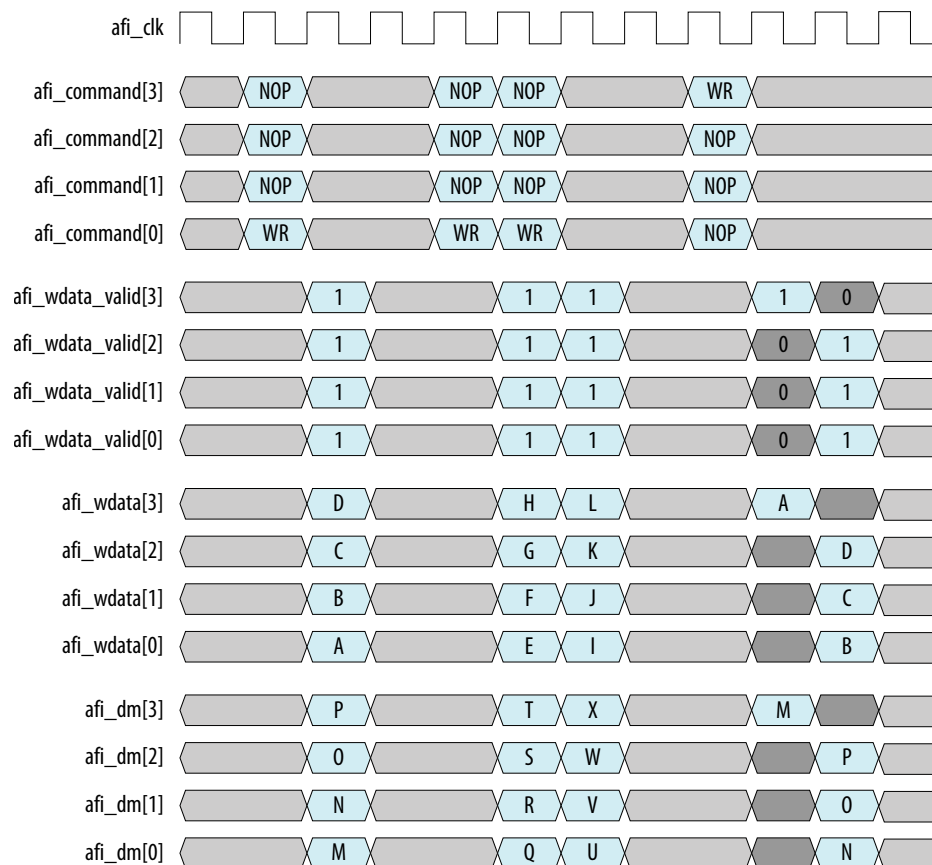 afi_clk
afi_command[3] NOP NOP NOP WR
afi_command[2] NOP NOP NOP NOP
afi_command[1] NOP NOP NOP NOP
afi_command[0] WR WR WR NOP
afi_wdata_valid[3] 1 1 1 1 0
afi_wdata_valid[2] 1 1 1 0 1
afi_wdata_valid[1] 1 1 1 0 1
afi_wdata_valid[0] 1 1 1 0 1
afi_wdata[3] D H L A
afi_wdata[2] C G K D
afi_wdata[1] B F J C
afi_wdata[0] A E I B
afi_dm[3] P T X M
afi_dm[2] O S W P
afi_dm[1] N R V O
afi_dm[0] M Q U N